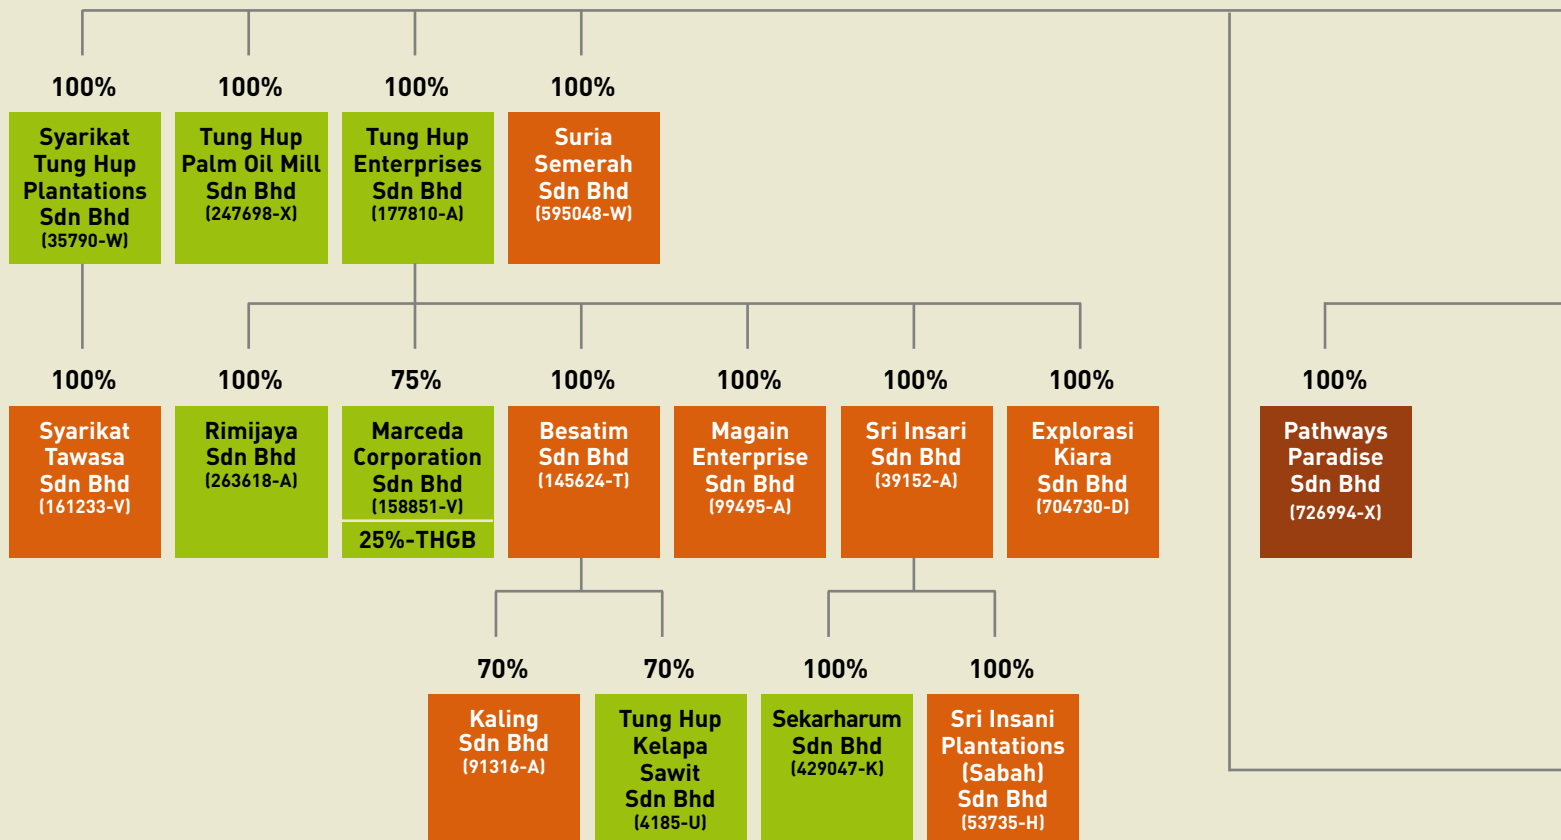 100%
100%
100%
100%
Syarikat
Tung Hup
Plantations
Sdn Bhd
(35790-W)
Tung Hup
Palm Oil Mill
Sdn Bhd
(247698-X)
Tung Hup
Enterprises
Sdn Bhd
(177810-A)
Suria
Semerah
Sdn Bhd
(595048-W)
100%
100%
75%
100%
100%
100%
100%
100%
Syarikat
Tawasa
Sdn Bhd
(161233-V)
Rimijaya
Sdn Bhd
(263618-A)
Marceda
Corporation
Sdn Bhd
(158851-V)
25%-THGB
Besatim
Sdn Bhd
(145624-T)
Magain
Enterprise
Sdn Bhd
(99495-A)
Sri Insari
Sdn Bhd
(39152-A)
Explorasi
Kiara
Sdn Bhd
(704730-D)
Pathways
Paradise
Sdn Bhd
(726994-X)
70%
70%
100%
100%
Kaling
Sdn Bhd
(91316-A)
Tung Hup
Kelapa
Sawit
Sdn Bhd
(4185-U)
Sekarharum
Sdn Bhd
(429047-K)
Sri Insani
Plantations
(Sabah)
Sdn Bhd
(53735-H)